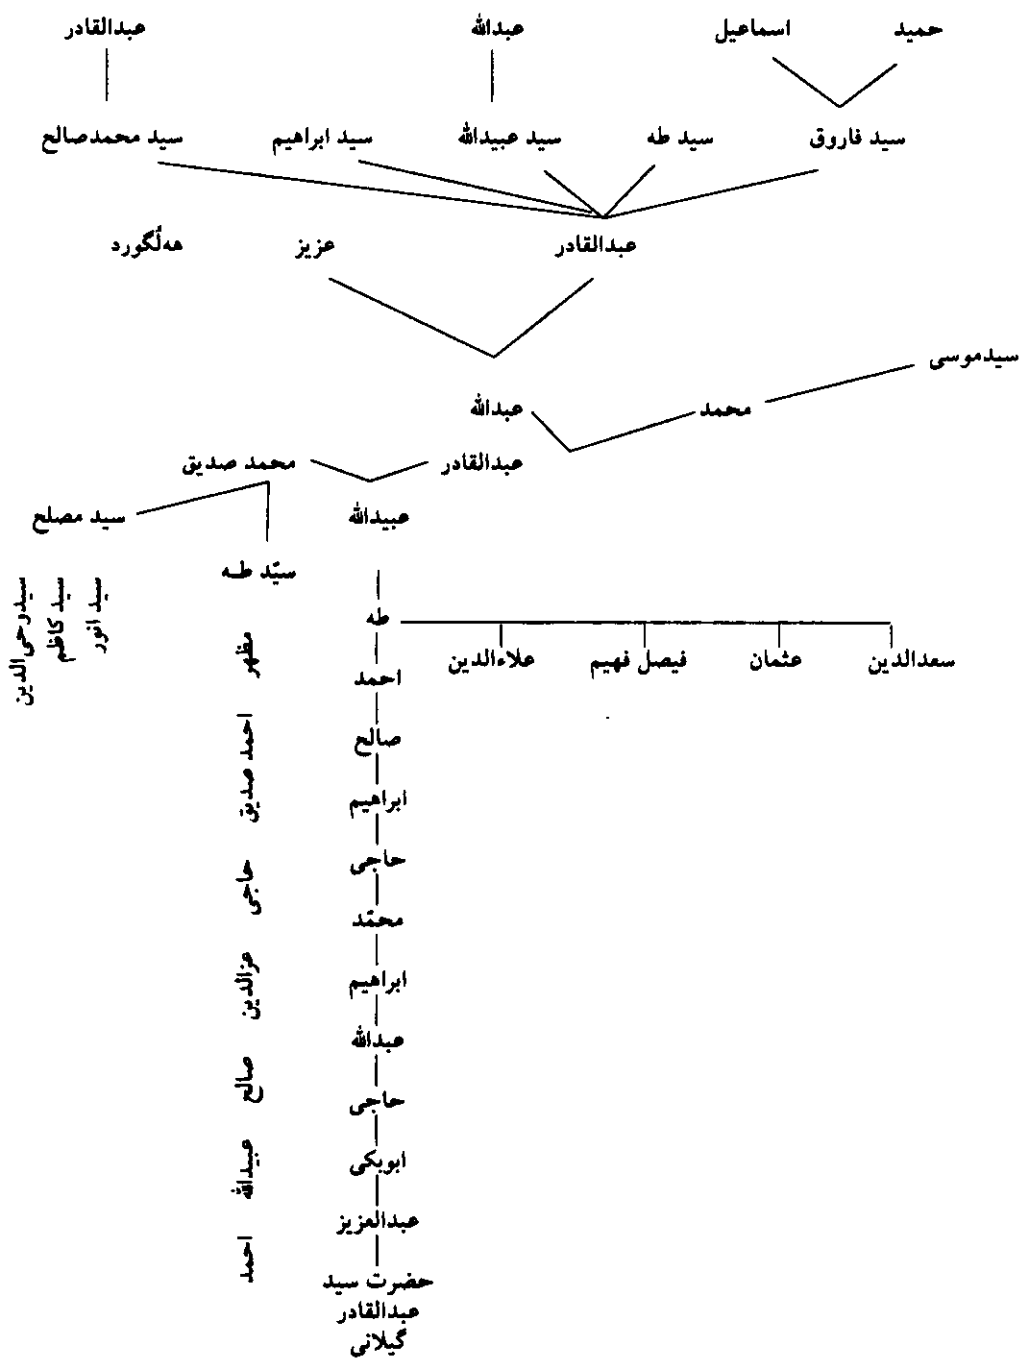 حمید
اسماعیل
عبدالله
عبدالقادر
سید فاروق
سید طه
سید عبیدالله
سید ابراهیم
سید محمدصالح
عبدالقادر
عزیز
هەڵگورد
سیدموسی
محمد
عبدالله
عبدالقادر
محمد صدیق
عبیدالله
سید مصلح
سیّد طـه
سید انور
سید کاظم
سیدوحی‌الدین
طه
سعدالدین
عثمان
فیصل فهیم
علاءالدین
احمد
صالح
ابراهیم
حاجی
محمّد
ابراهیم
عبدالله
حاجی
ابوبکی
عبدالعزیز
حضرت سید
عبدالقادر
گیلانی
مظهر
احمد صدیق
حاجی
عزالدین
صالح
عبیدالله
احمد